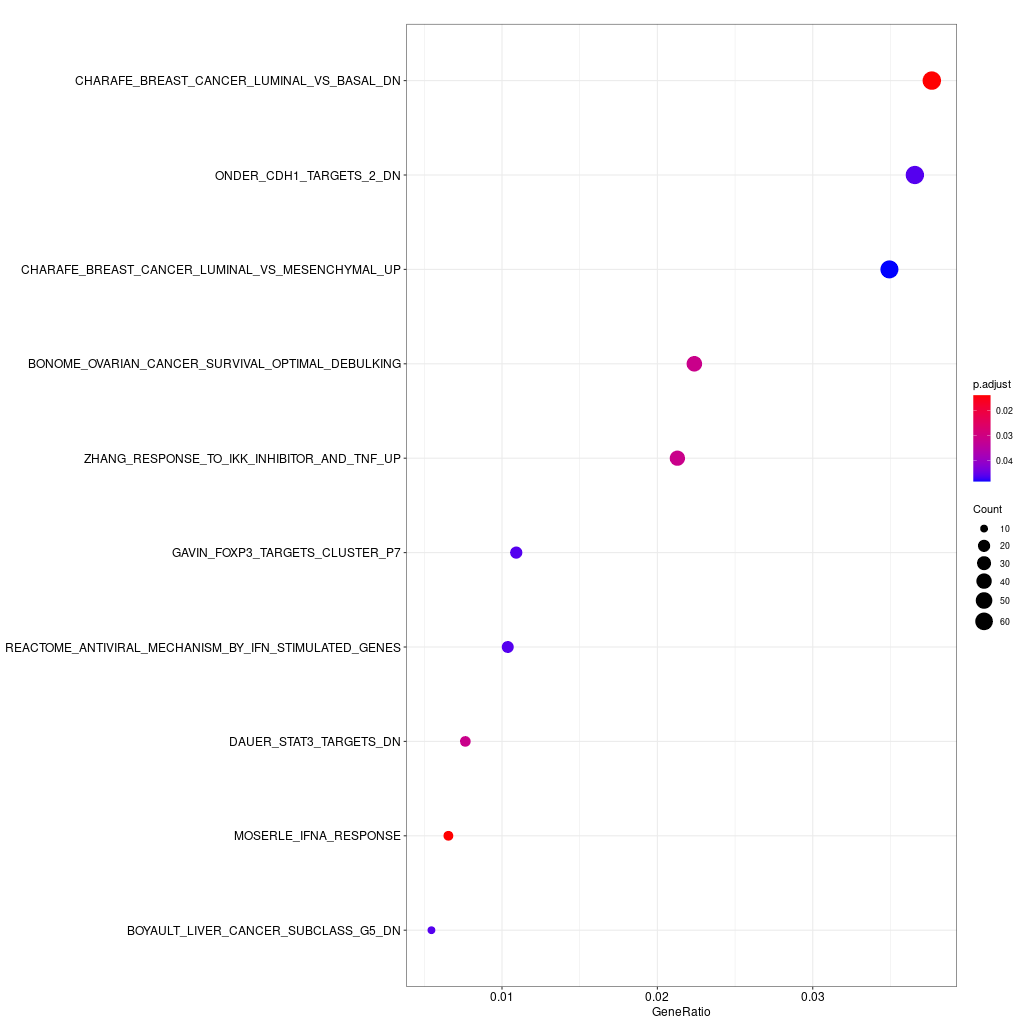 CHARAFE_BREAST_CANCER_LUMINAL_VS_BASAL_DN
ONDER_CDH1_TARGETS_2_DN
CHARAFE_BREAST_CANCER_LUMINAL_VS_MESENCHYMAL_UP
BONOME_OVARIAN_CANCER_SURVIVAL_OPTIMAL_DEBULKING
ZHANG_RESPONSE_TO_IKK_INHIBITOR_AND_TNF_UP
GAVIN_FOXP3_TARGETS_CLUSTER_P7
REACTOME_ANTIVIRAL_MECHANISM_BY_IFN_STIMULATED_GENES
DAUER_STAT3_TARGETS_DN
MOSERLE_IFNA_RESPONSE
BOYAULT_LIVER_CANCER_SUBCLASS_G5_DN
0.01 0.02 0.03
GeneRatio
p.adjust
0.02
0.03
0.04
Count
10
20
30
40
50
60